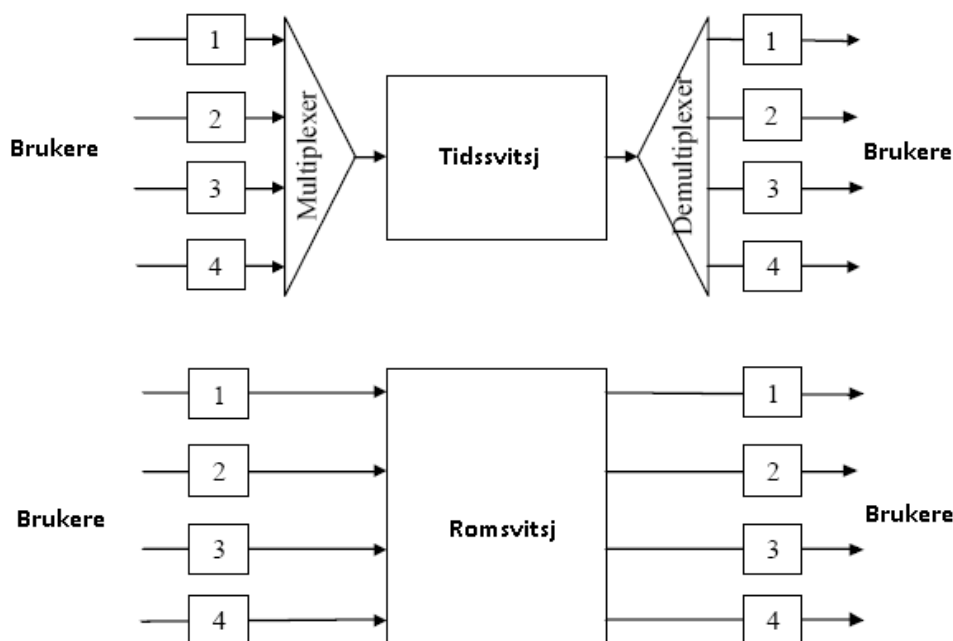 1
2
3
4
Brukere
Multiplexer
Tidssvitsj
Demultiplexer
1
2
3
4
Brukere
1
2
3
4
Brukere
Romsvitsj
1
2
3
4
Brukere